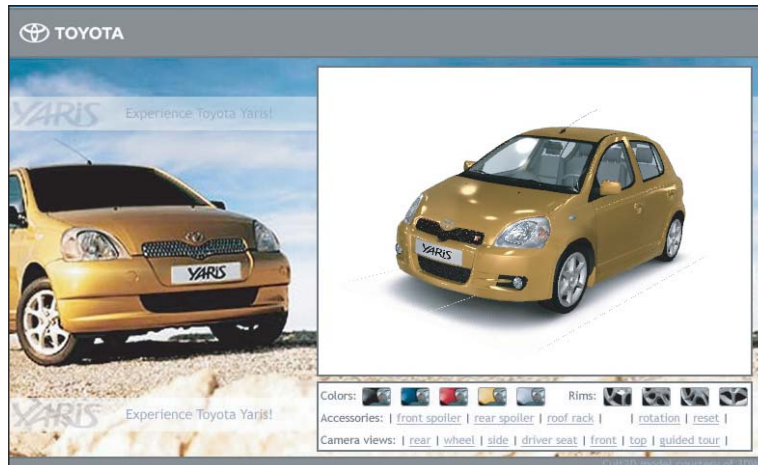 TOYOTA
YARIS Experience Toyota Yaris!
YARIS
YARIS
YARIS Experience Toyota Yaris!
Colors: Rims:
Accessories: | front spoiler | rear spoiler | roof rack | | rotation | reset |
Camera views: | rear | wheel | side | driver seat | front | top | guided tour |